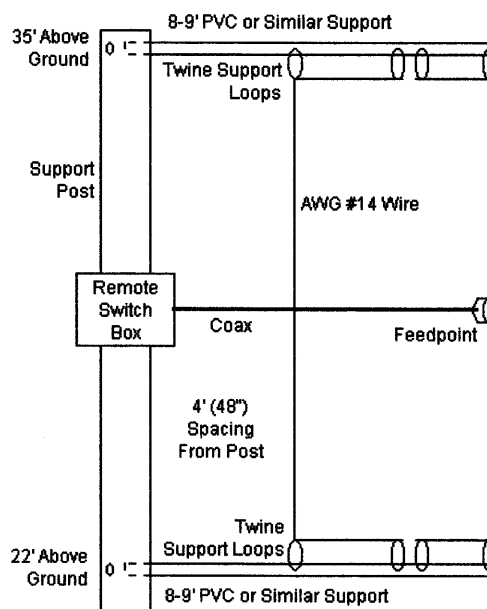 8-9' PVC or Similar Support
35' Above
Ground
Twine Support
Loops
Support
Post
AWG #14 Wire
Remote
Switch
Box
Coax
Feedpoint
4' (48")
Spacing
From Post
Twine
Support Loops
22' Above
Ground
8-9' PVC or Similar Support